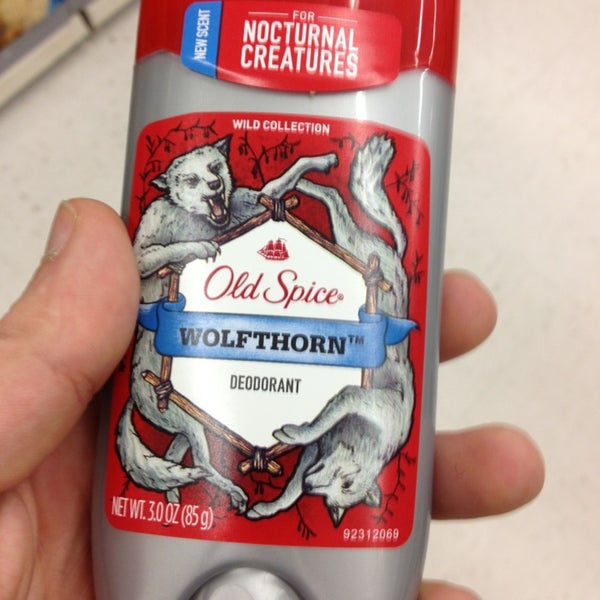 NEW SCENT
FOR
NOCTURNAL
CREATURES
WILD COLLECTION
Old Spice®
WOLFTHORN™
DEODORANT
NET WT. 3.0 OZ (85 g)
92312069